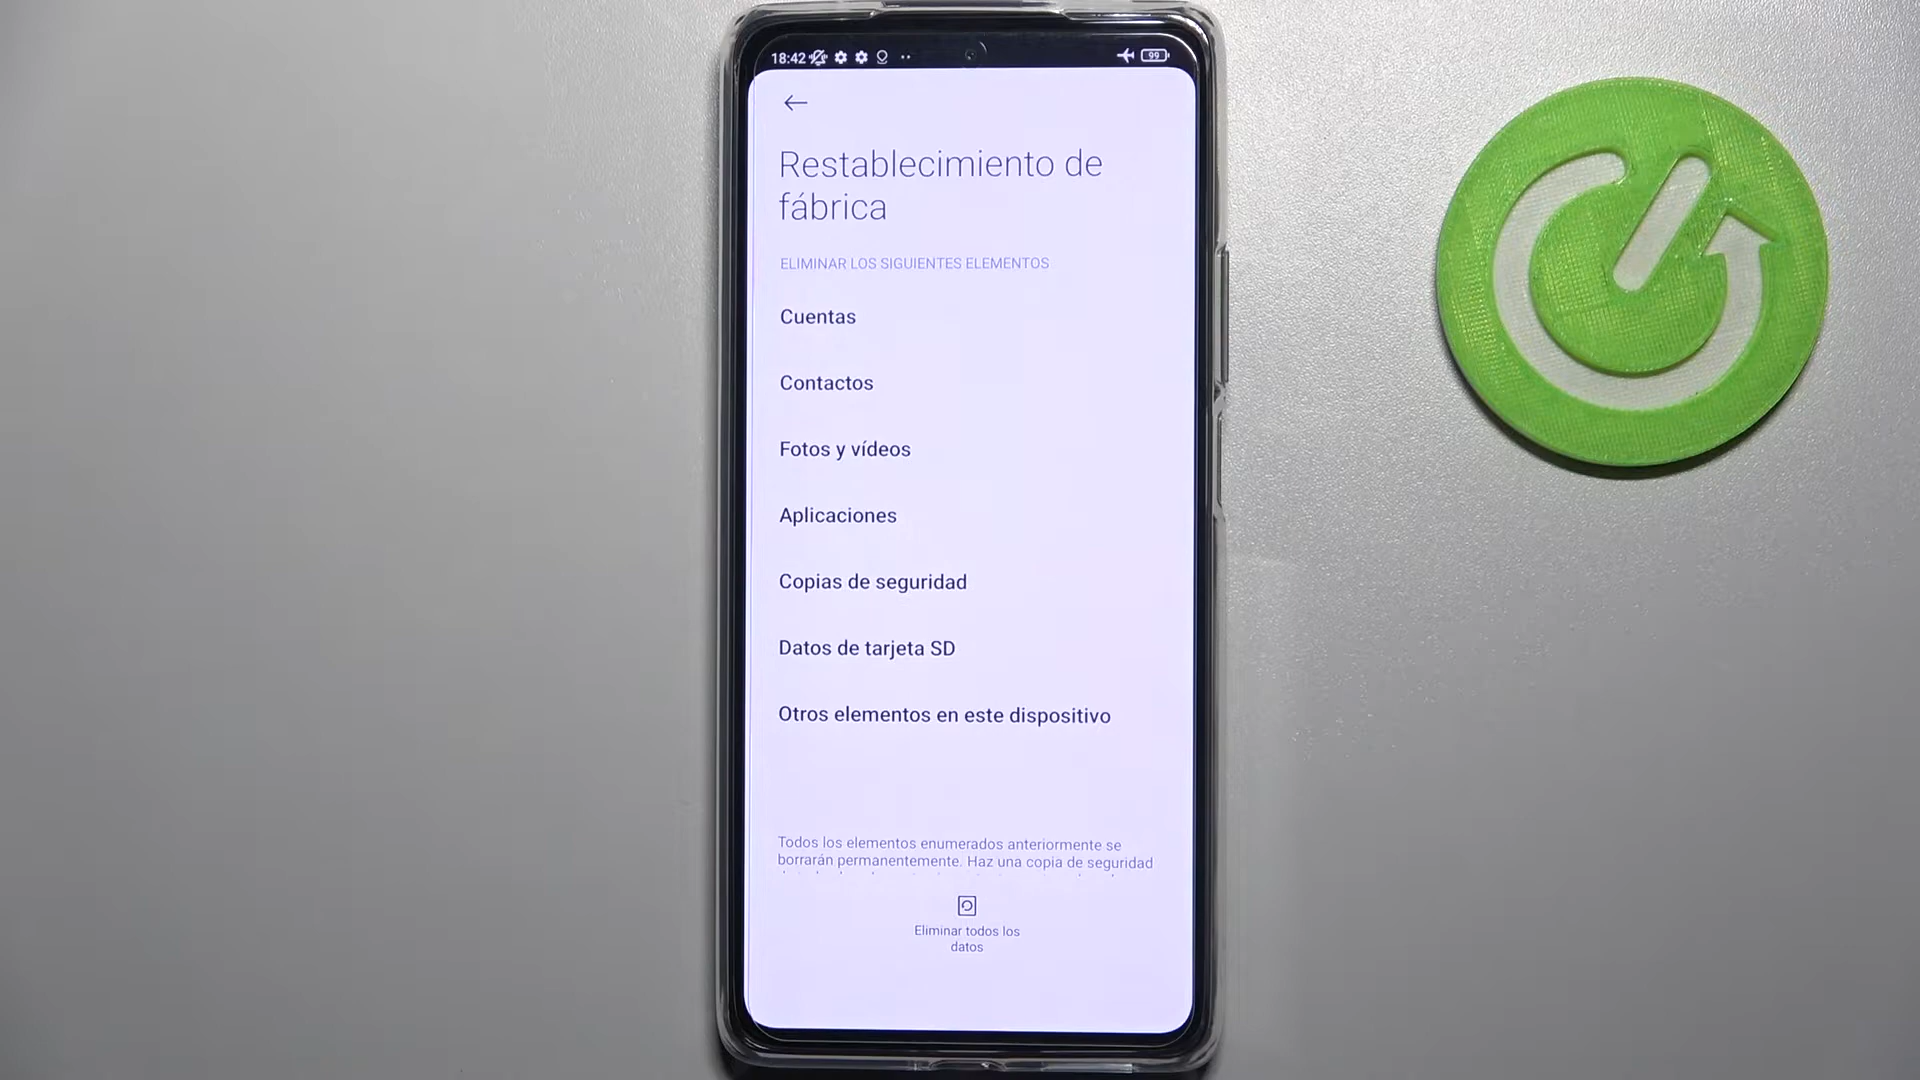 18:42
99
Restablecimiento de
fábrica
ELIMINAR LOS SIGUIENTES ELEMENTOS
Cuentas
Contactos
Fotos y vídeos
Aplicaciones
Copias de seguridad
Datos de tarjeta SD
Otros elementos en este dispositivo
Todos los elementos enumerados anteriormente se
borrarán permanentemente. Haz una copia de seguridad
Eliminar todos los
datos